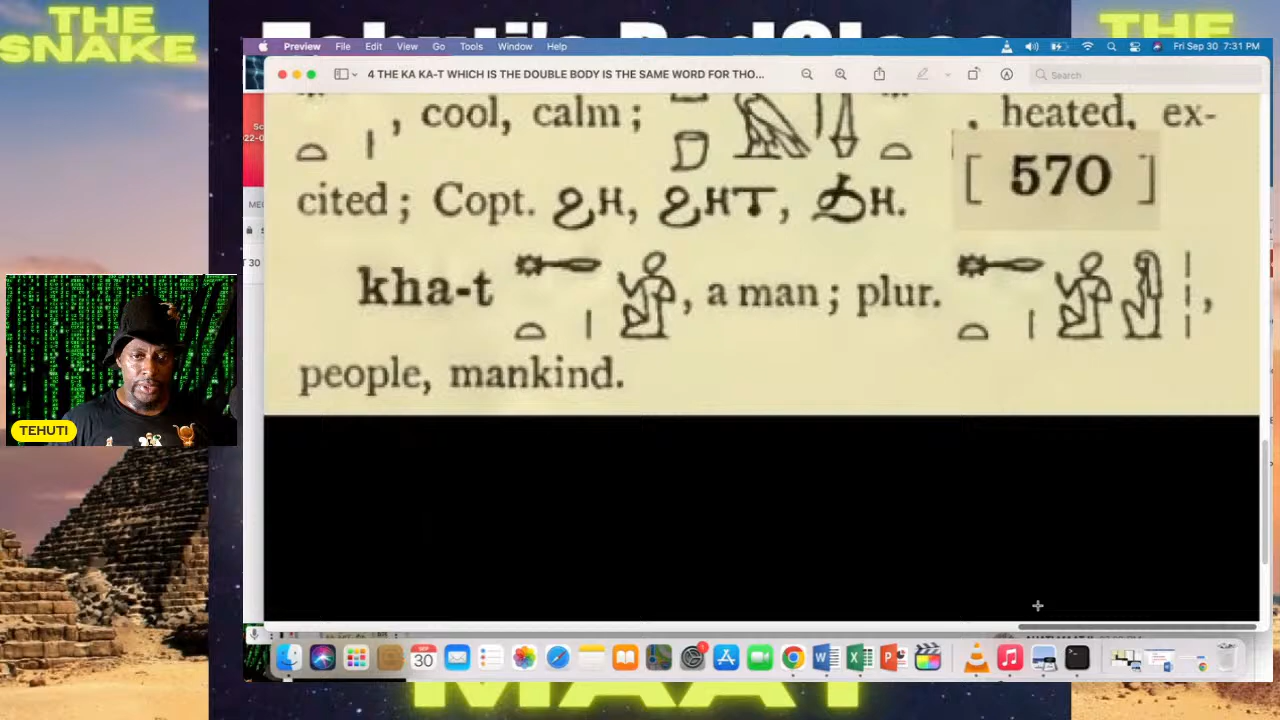 THE
SNAKE
THE
Preview File Edit View Go Tools Window Help
Fri Sep 30 7:31 PM
4 THE KA KA-T WHICH IS THE DOUBLE BODY IS THE SAME WORD FOR THO...
Search
, cool, calm ; , heated, ex-
cited ; Copt. ϩⲏ, ϩⲏⲧ, ϧⲏ. [ 570 ]
kha-t , a man ; plur. ,
people, mankind.
TEHUTI
SEP
30
MAAT